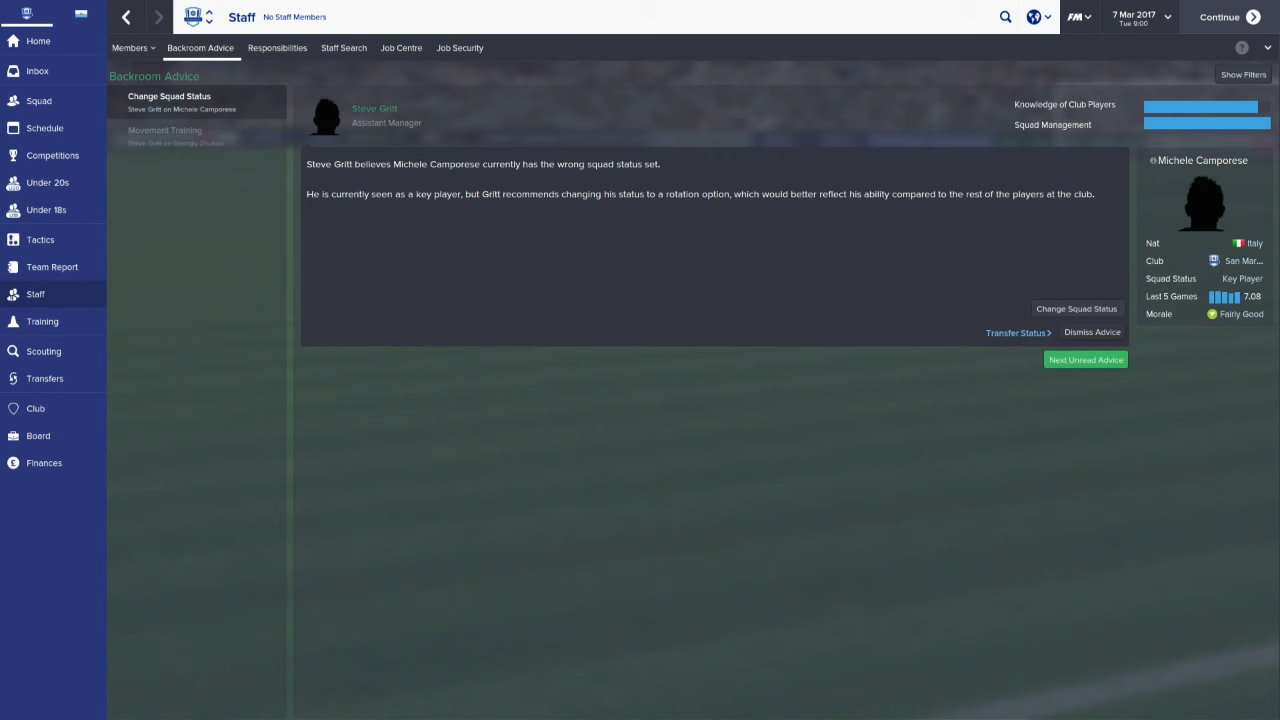 Staff
No Staff Members
FM
7 Mar 2017
Tue 9:00
Continue
Home
Inbox
Squad
Schedule
Competitions
Under 20s
Under 18s
Tactics
Team Report
Staff
Training
Scouting
Transfers
Club
Board
Finances
Members
Backroom Advice
Responsibilities
Staff Search
Job Centre
Job Security
?
Backroom Advice
Show Filters
Change Squad Status
Steve Gritt on Michele Camporese
Movement Training
Steve Gritt on Georgiy Zhukov
Steve Gritt
Assistant Manager
Knowledge of Club Players
Squad Management
Steve Gritt believes Michele Camporese currently has the wrong squad status set.
He is currently seen as a key player, but Gritt recommends changing his status to a rotation option, which would better reflect his ability compared to the rest of the players at the club.
Change Squad Status
Transfer Status
Dismiss Advice
Next Unread Advice
Michele Camporese
Nat Italy
Club San Mar...
Squad Status Key Player
Last 5 Games 7.08
Morale Fairly Good